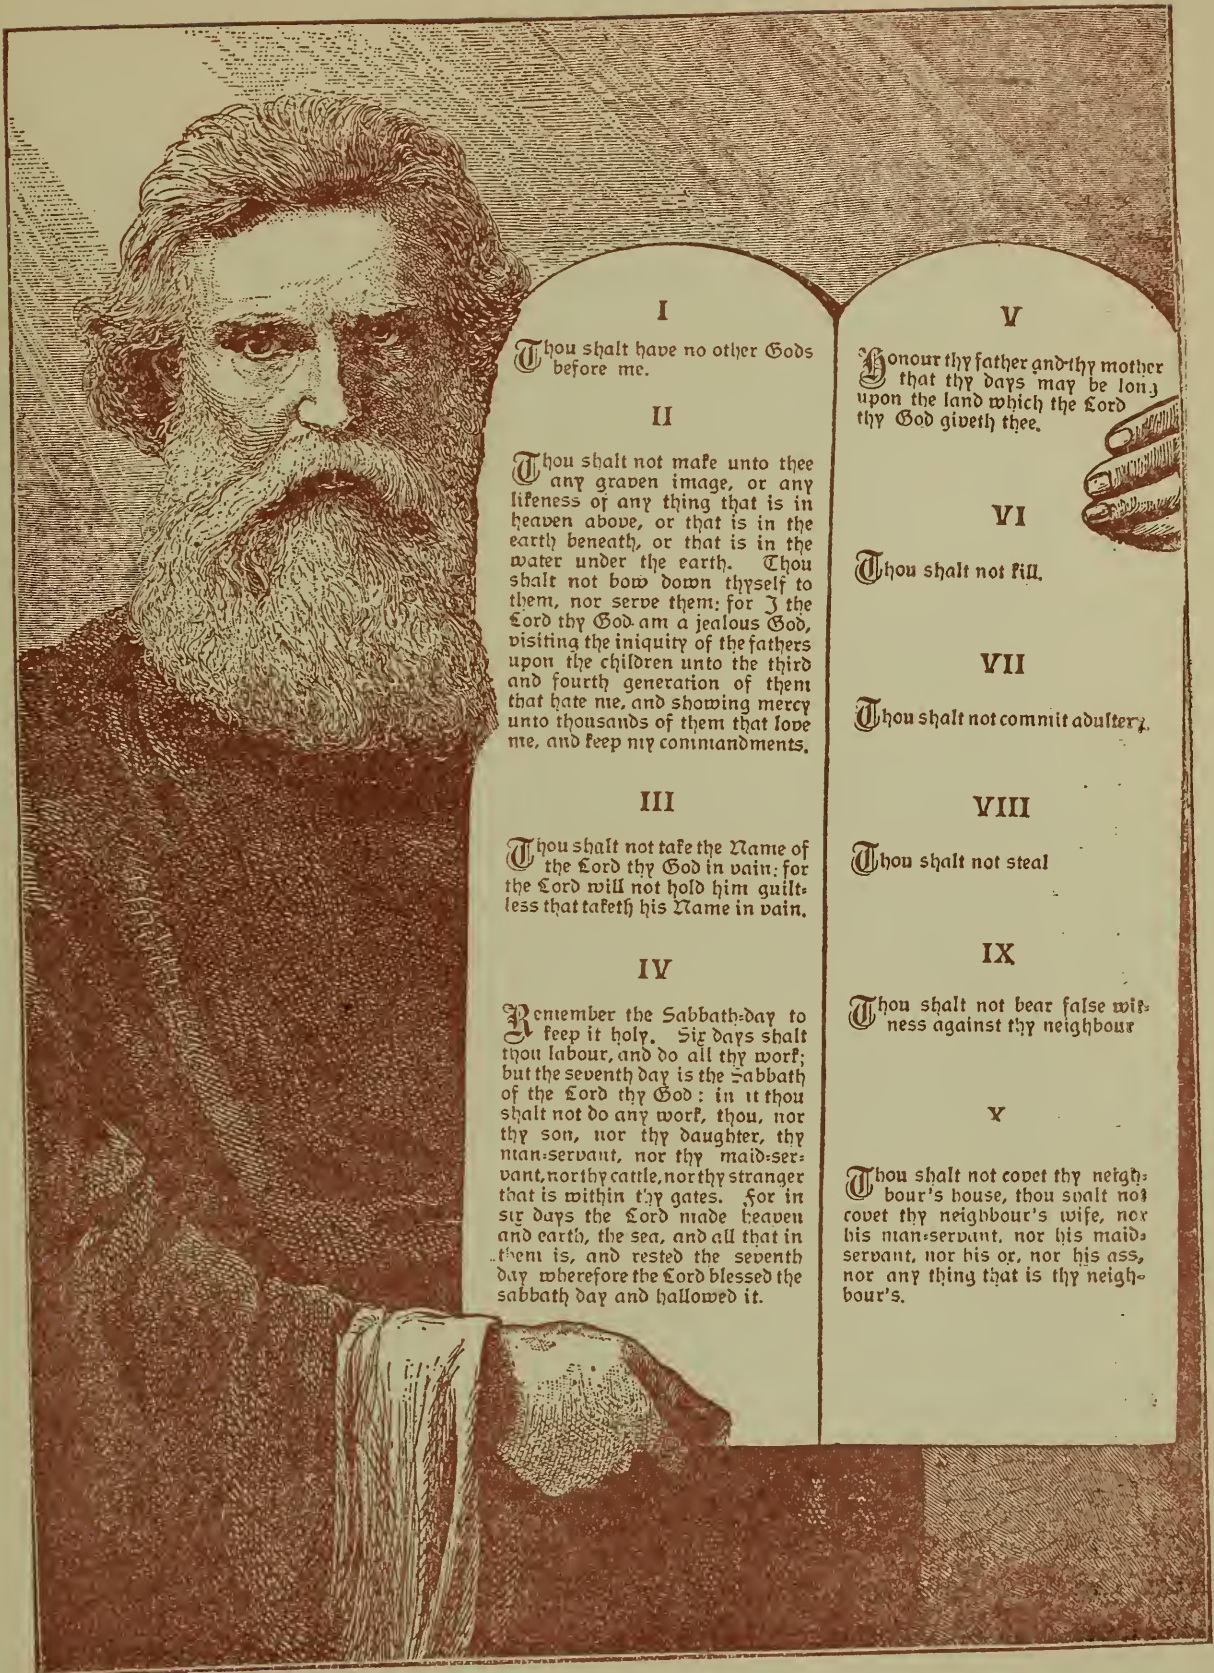 I
Thou shalt have no other Gods
before me.
II
Thou shalt not make unto thee
any graven image, or any
likeness of any thing that is in
heaven above, or that is in the
earth beneath, or that is in the
water under the earth. Thou
shalt not bow down thyself to
them, nor serve them: for I the
Lord thy God am a jealous God,
visiting the iniquity of the fathers
upon the children unto the third
and fourth generation of them
that hate me, and showing mercy
unto thousands of them that love
me, and keep my commandments.
III
Thou shalt not take the Name of
the Lord thy God in vain: for
the Lord will not hold him guilt-
less that taketh his Name in vain.
IV
Remember the Sabbath-day to
keep it holy. Six days shalt
thou labour, and do all thy work;
but the seventh day is the Sabbath
of the Lord thy God: in it thou
shalt not do any work, thou, nor
thy son, nor thy daughter, thy
man-servant, nor thy maid-ser-
vant, nor thy cattle, nor thy stranger
that is within thy gates. For in
six days the Lord made heaven
and earth, the sea, and all that in
them is, and rested the seventh
day wherefore the Lord blessed the
sabbath day and hallowed it.
V
Honour thy father and thy mother
that thy days may be long
upon the land which the Lord
thy God giveth thee.
VI
Thou shalt not kill.
VII
Thou shalt not commit adultery.
VIII
Thou shalt not steal
IX
Thou shalt not bear false wit-
ness against thy neighbour
X
Thou shalt not covet thy neigh-
bour's house, thou shalt not
covet thy neighbour's wife, nor
his man-servant, nor his maid-
servant, nor his ox, nor his ass,
nor any thing that is thy neigh-
bour's.